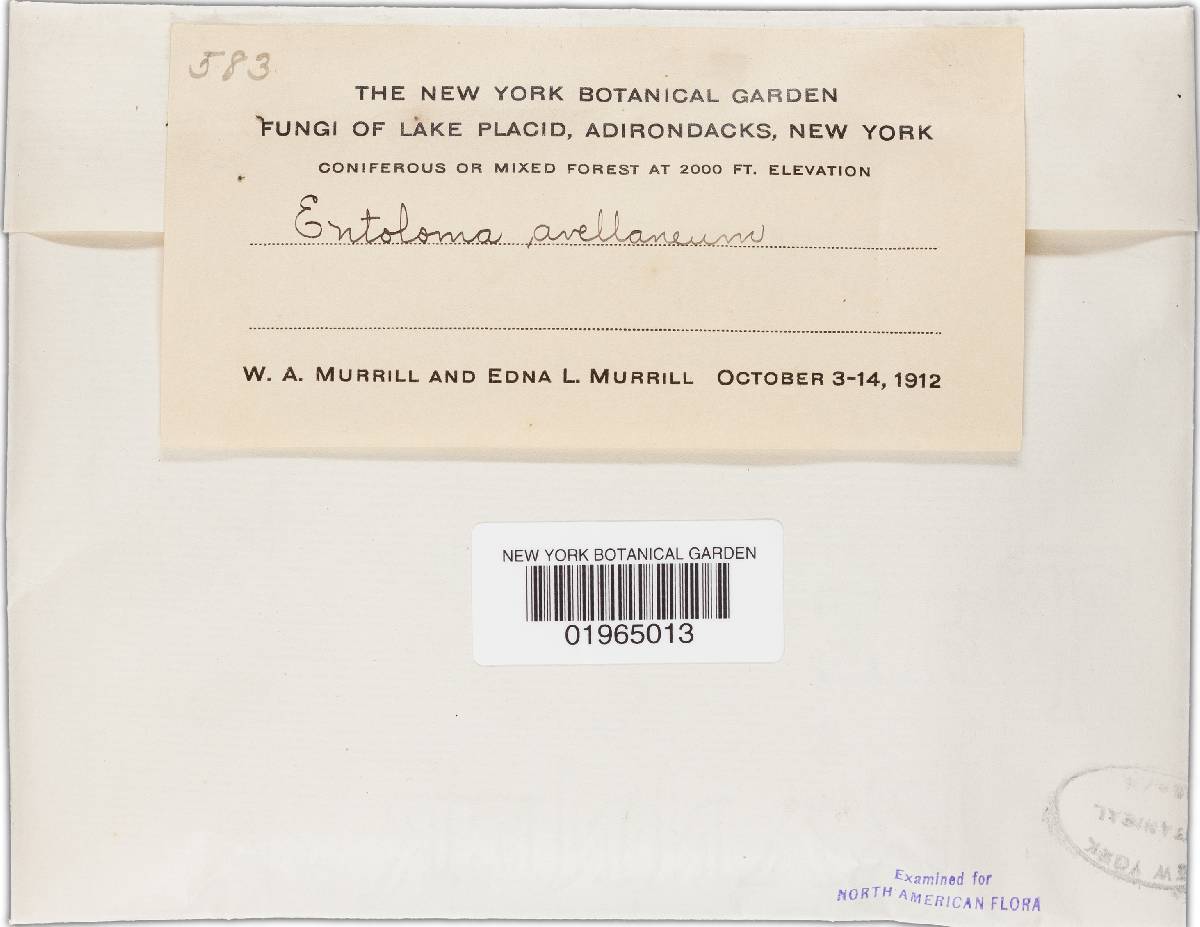 583
THE NEW YORK BOTANICAL GARDEN
FUNGI OF LAKE PLACID, ADIRONDACKS, NEW YORK
CONIFEROUS OR MIXED FOREST AT 2000 FT. ELEVATION
Entoloma avellaneum
W. A. MURRILL AND EDNA L. MURRILL OCTOBER 3-14, 1912
NEW YORK BOTANICAL GARDEN
01965013
Examined for
NORTH AMERICAN FLORA